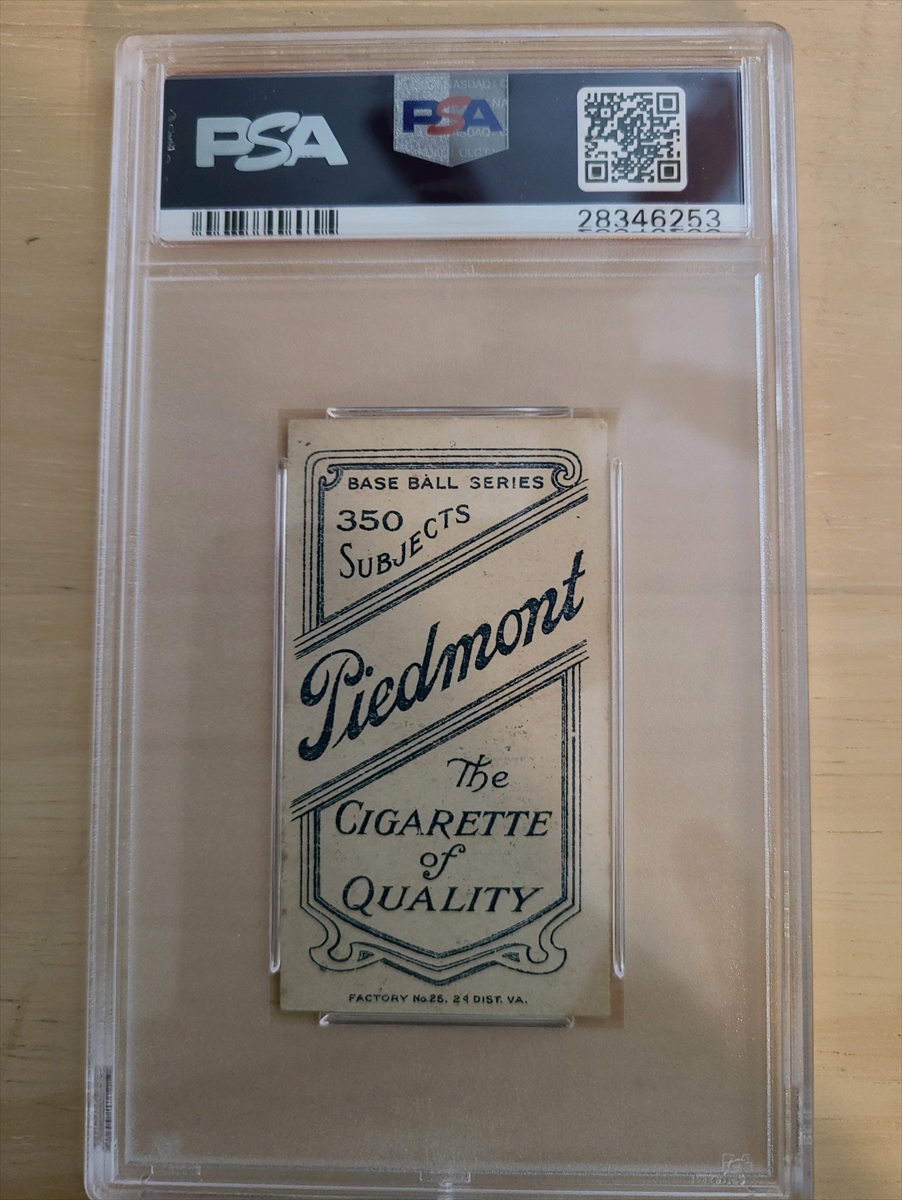 PSA
PSA
28346253
BASE BALL SERIES
350
SUBJECTS
Piedmont
The
CIGARETTE
of
QUALITY
FACTORY No. 25, 2d DIST. VA.